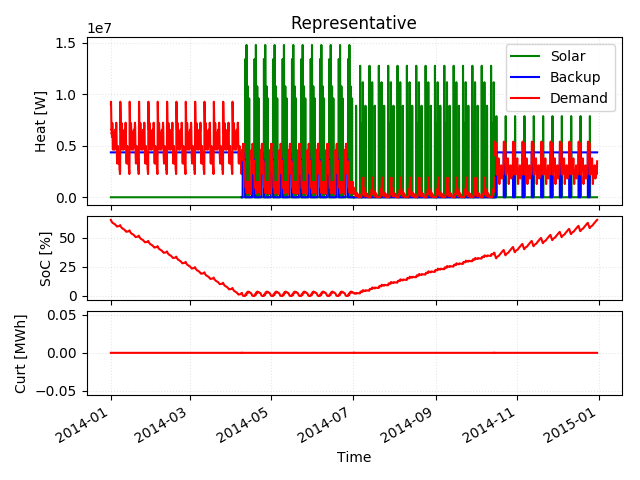 Representative
1e7
1.5
1.0
0.5
0.0
Heat [W]
Solar
Backup
Demand
50
25
0
SoC [%]
0.05
0.00
−0.05
Curt [MWh]
2014-01
2014-03
2014-05
2014-07
2014-09
2014-11
2015-01
Time